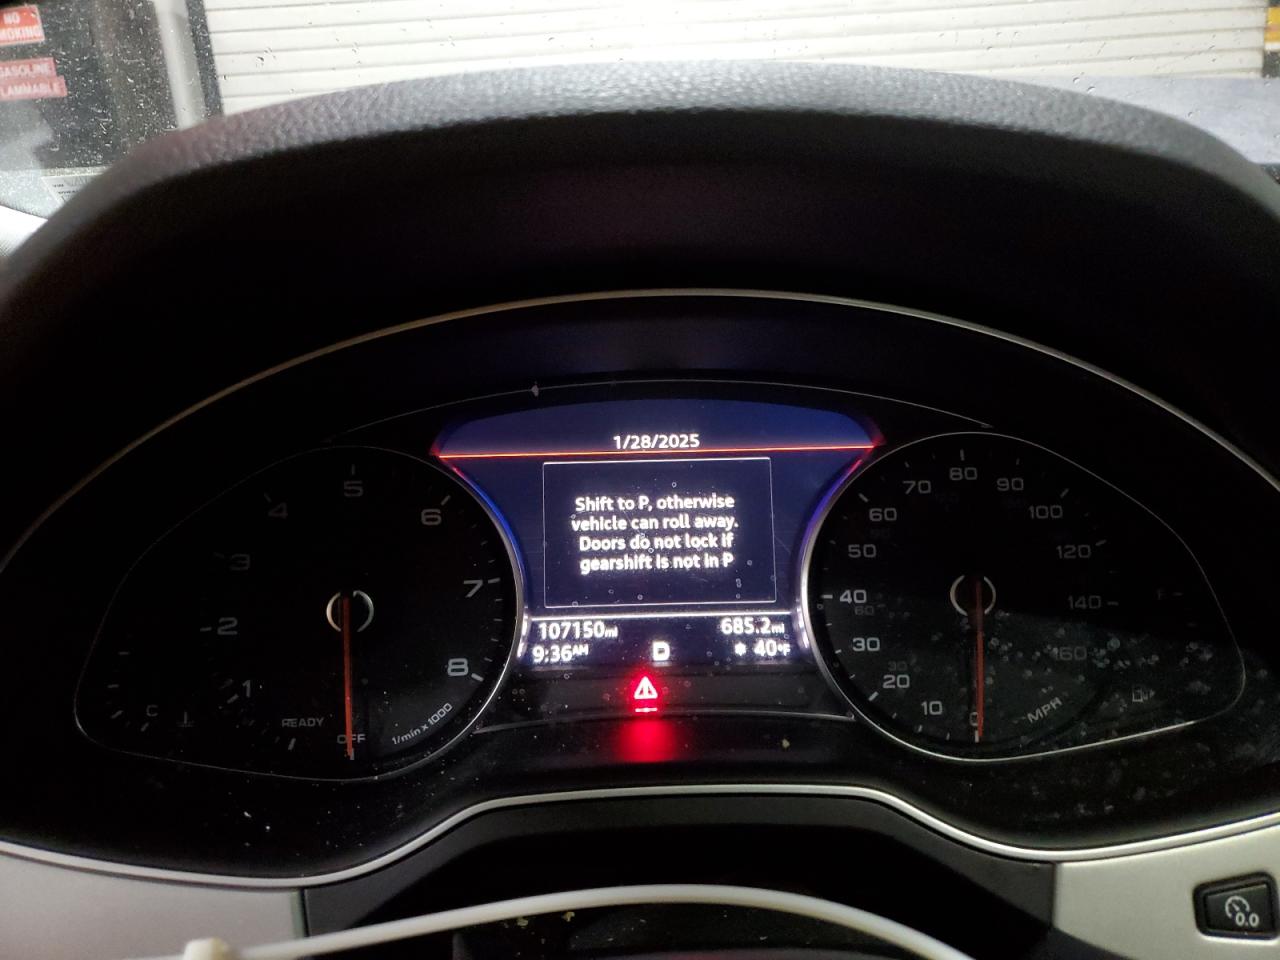 NO
SMOKING
GASOLINE
FLAMMABLE
VIN
1/28/2025
Shift to P, otherwise
vehicle can roll away.
Doors do not lock if
gearshift is not in P
107150mi
685.2mi
9:36AM
D
* 40°F
1
2
3
4
5
6
7
8
C
READY
OFF
1/min x 1000
0
10
20
30
40
50
60
70
80
90
100
120
140
160
30
60
MPH
F
0.0